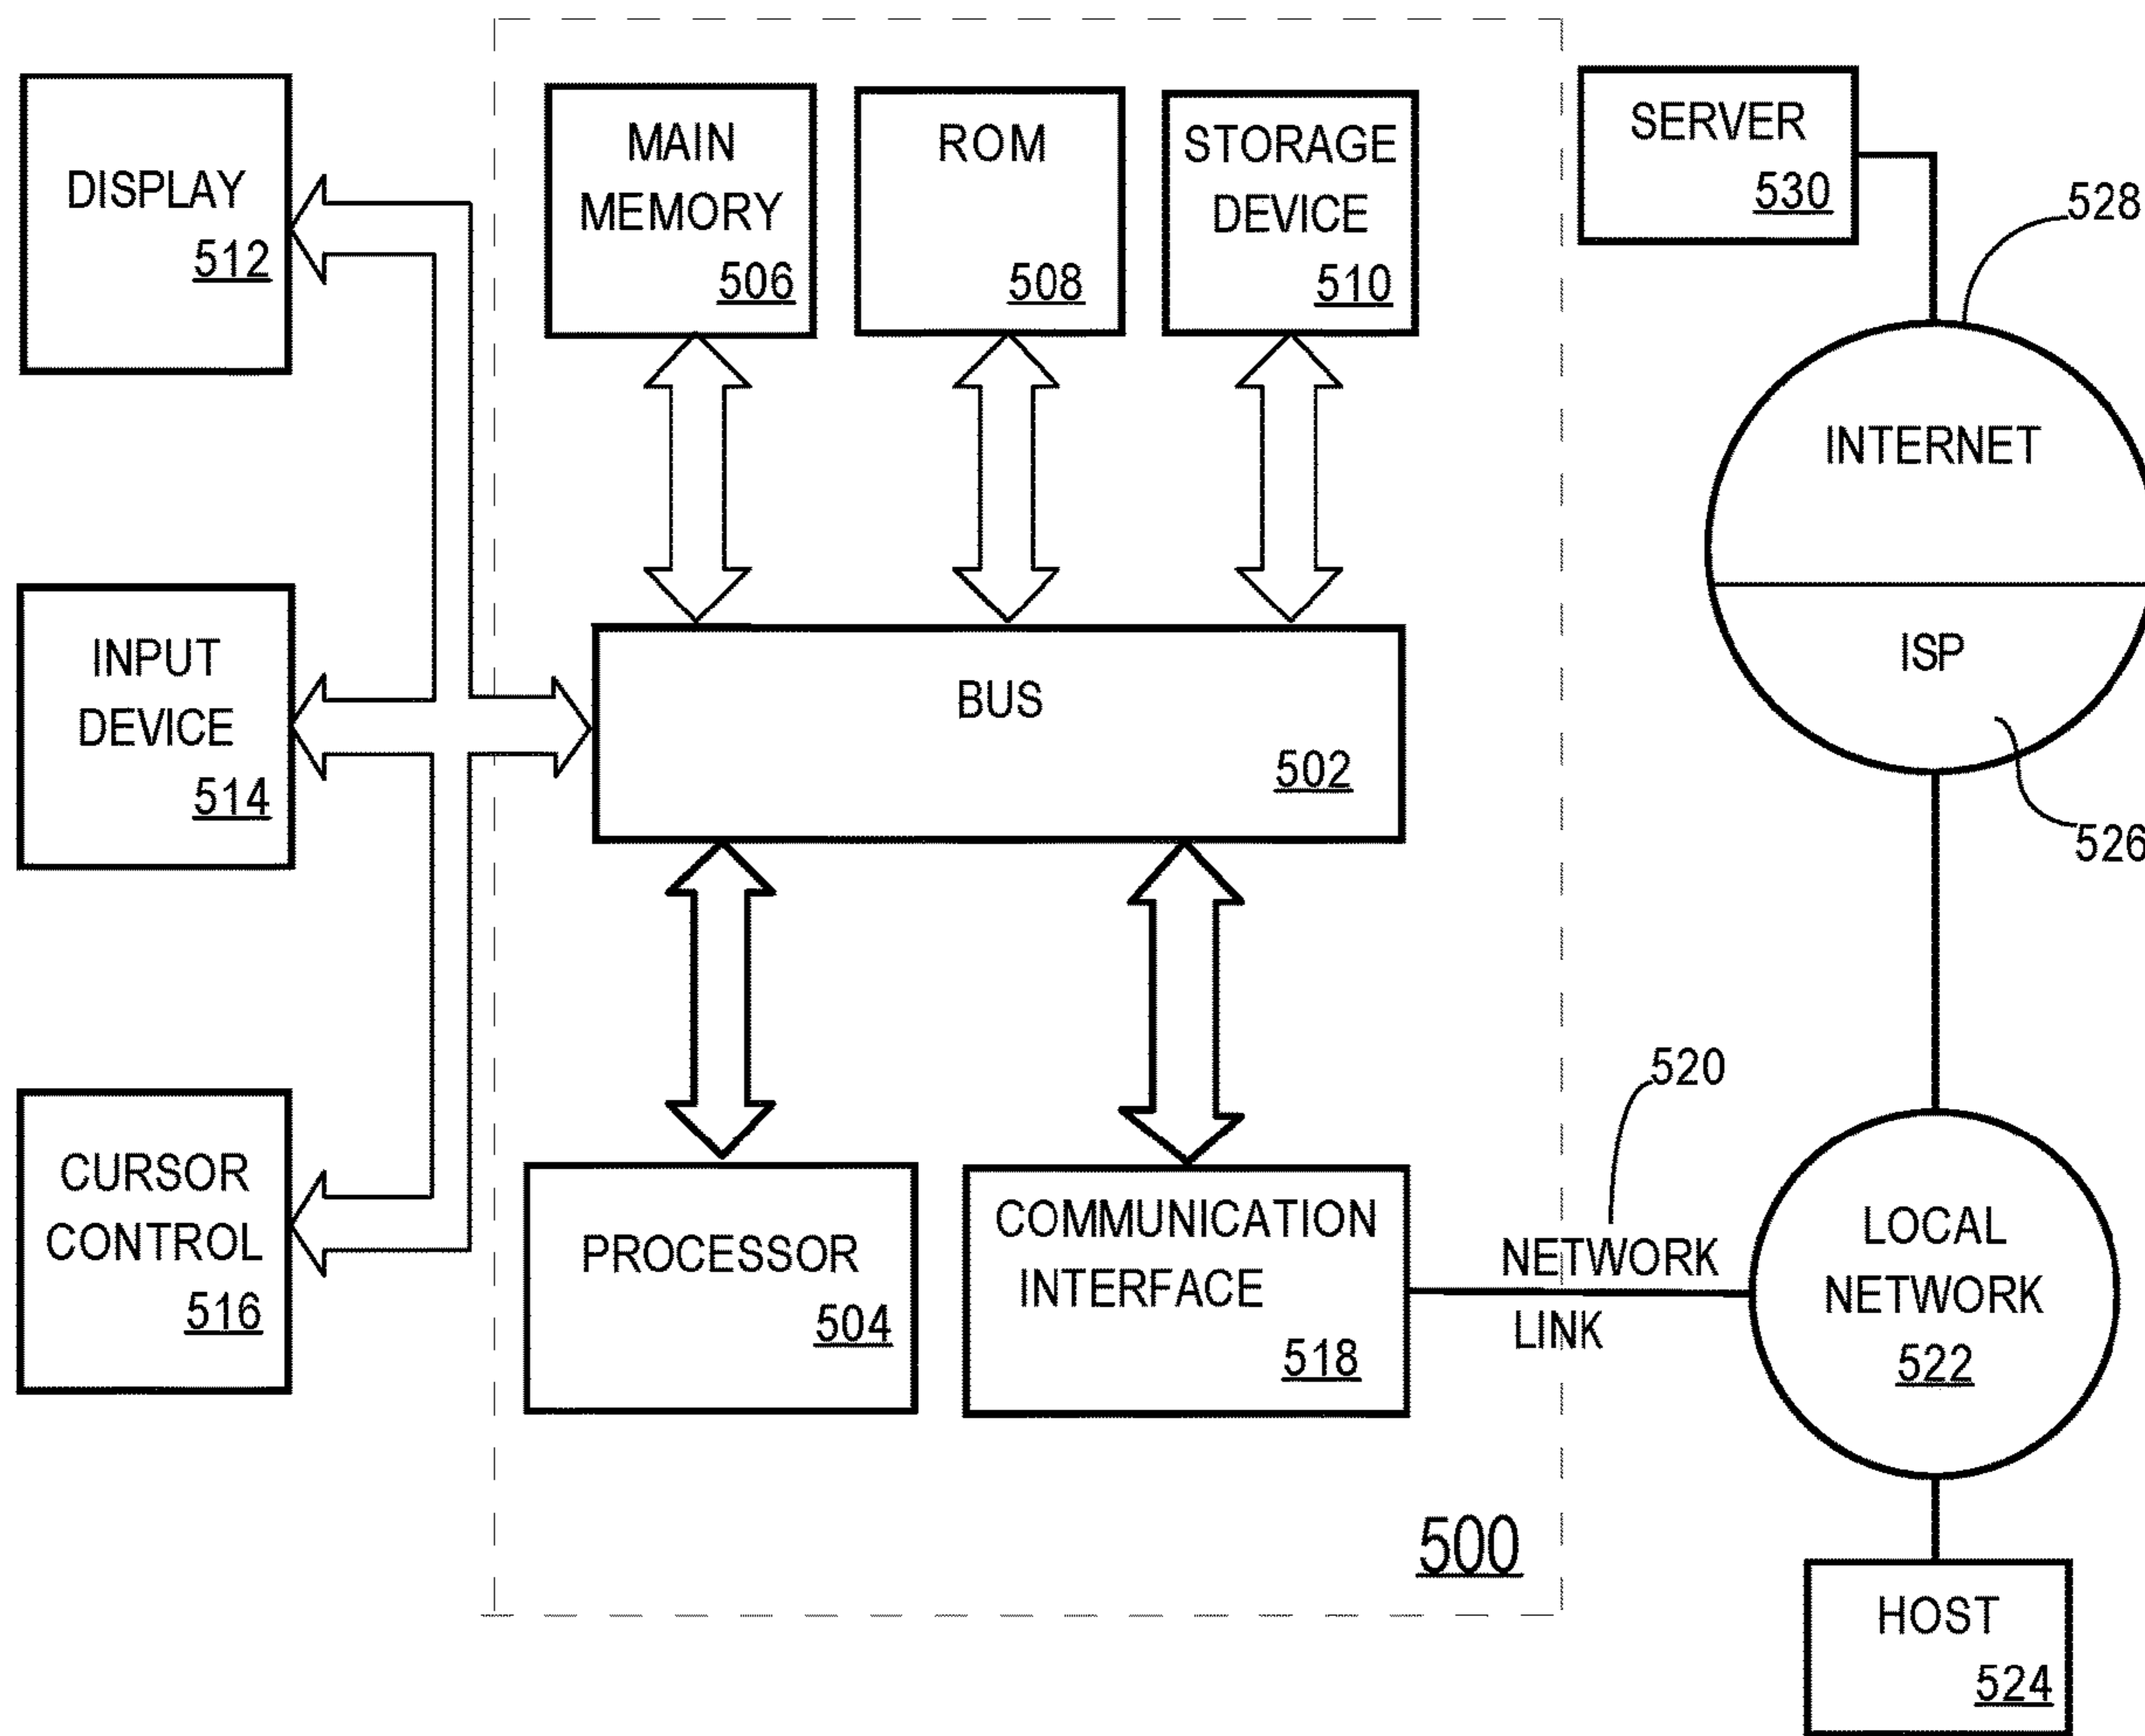 DISPLAY
512
INPUT
DEVICE
514
CURSOR
CONTROL
516
MAIN
MEMORY
506
ROM
508
STORAGE
DEVICE
510
BUS
502
PROCESSOR
504
COMMUNICATION
INTERFACE
518
500
SERVER
530
528
INTERNET
ISP
526
520
NETWORK
LINK
LOCAL
NETWORK
522
HOST
524